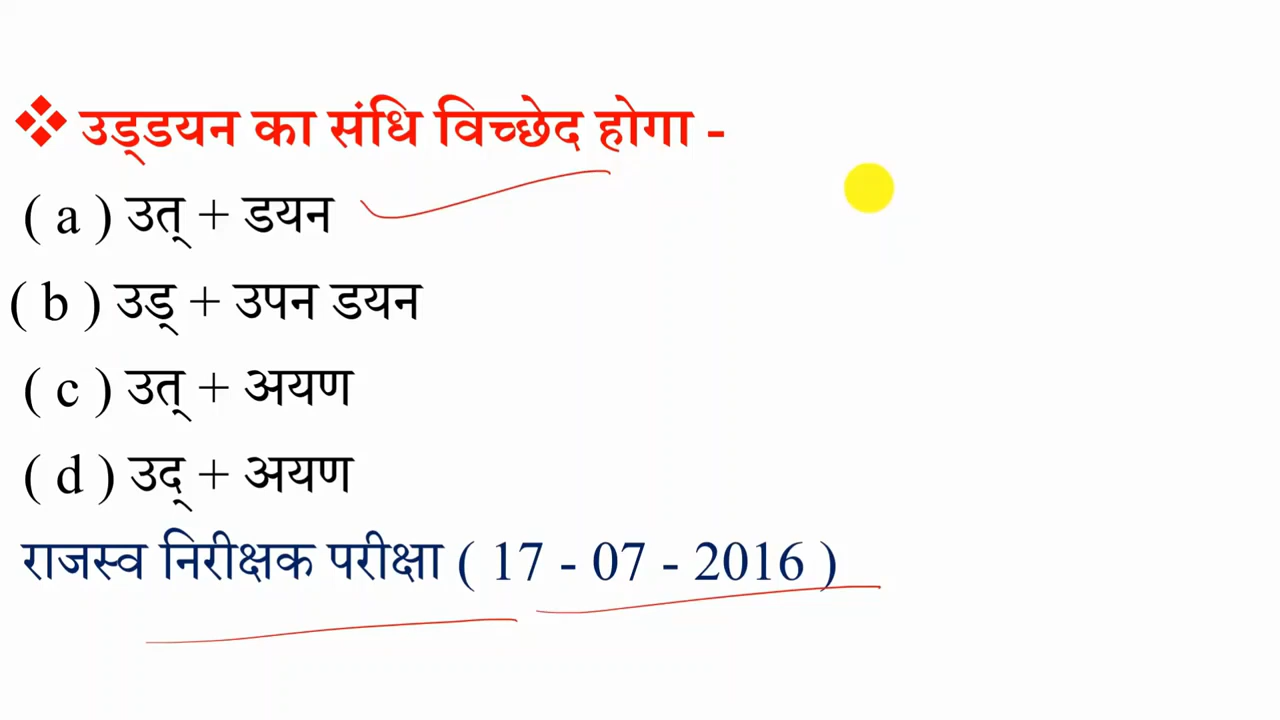 ❖ उड्डयन का संधि विच्छेद होगा -
( a ) उत् + डयन
( b ) उड् + उपन डयन
( c ) उत् + अयण
( d ) उद् + अयण
राजस्व निरीक्षक परीक्षा ( 17 - 07 - 2016 )